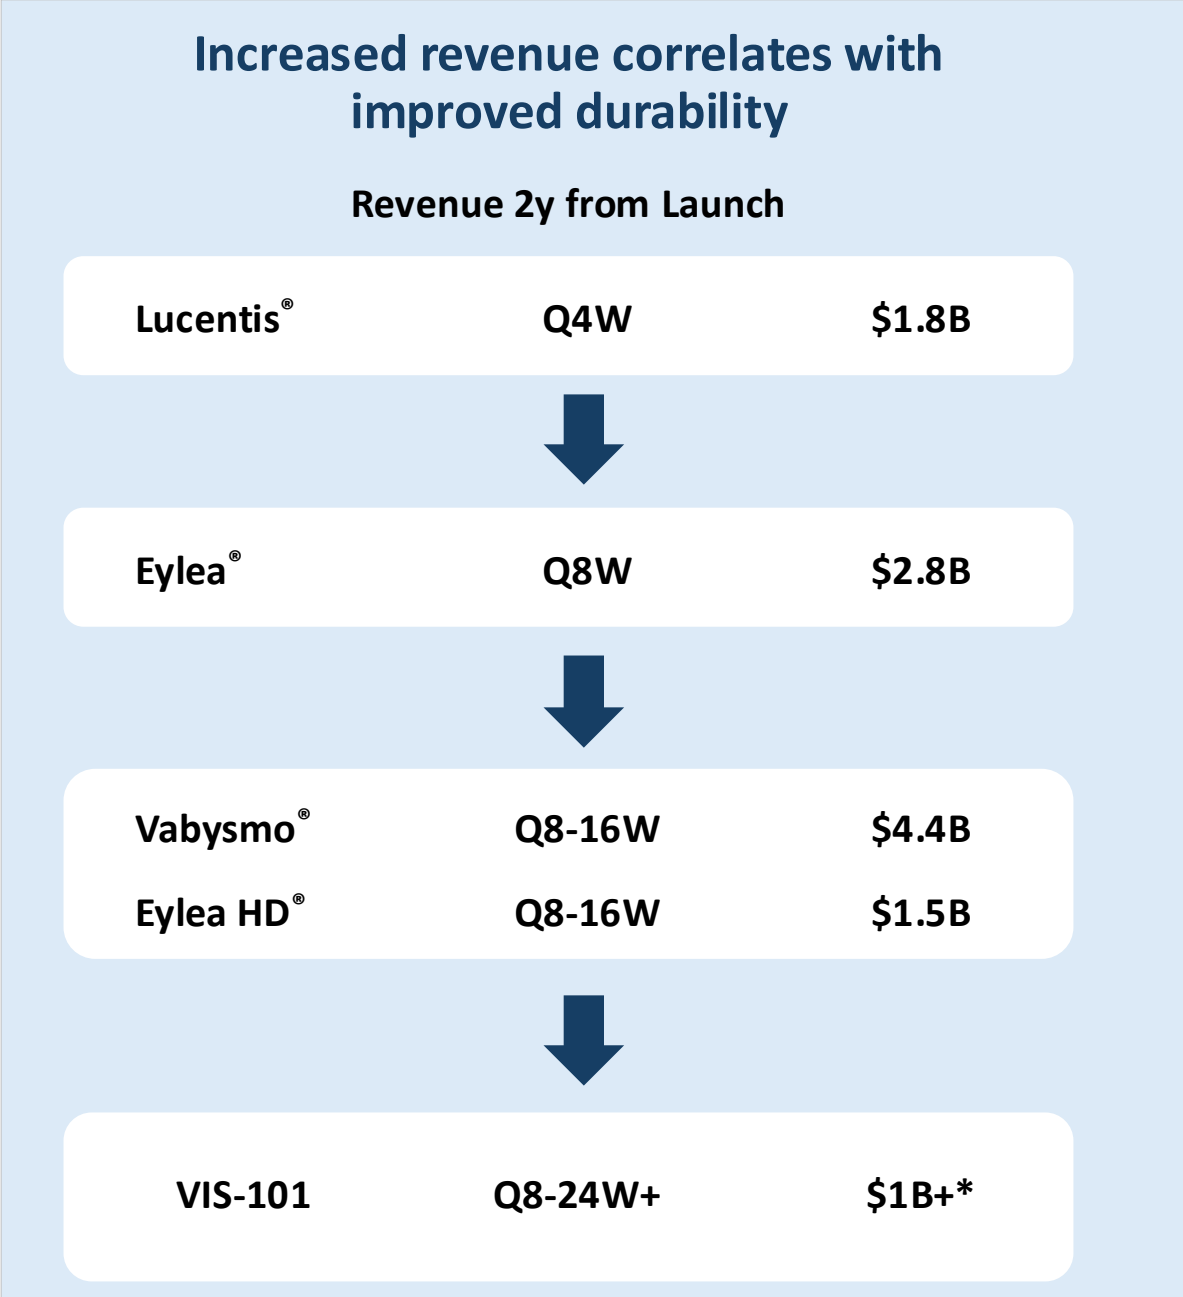 Increased revenue correlates with
improved durability
Revenue 2y from Launch
Lucentis® Q4W $1.8B
Eylea® Q8W $2.8B
Vabysmo® Q8-16W $4.4B
Eylea HD® Q8-16W $1.5B
VIS-101 Q8-24W+ $1B+*